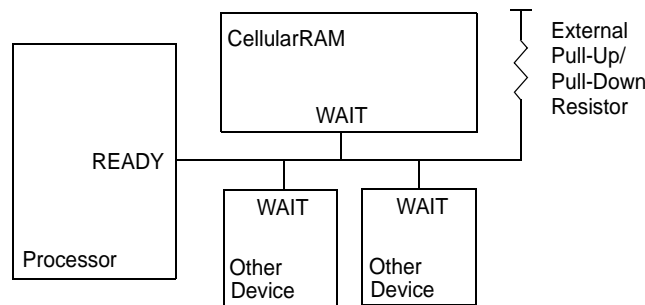 CellularRAM
WAIT
External
Pull-Up/
Pull-Down
Resistor
READY
Processor
WAIT
Other
Device
WAIT
Other
Device